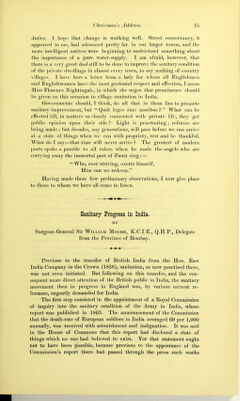 Chairman's Address. 15
duties. I hope that change is working well. Street conservancy, it
appeared to me, had advanced pretty far in our larger towns, and the
more intelligent natives were beginning to understand something about
the importance of a pure water-supply. I am afraid, however, that
there is a very great deal still to be done to improve the sanitary condition
of the private dwellings in almost every town, to say nothing of country
villages. I have here a letter from a lady for whom all Englishmen
and Englishwomen have the most profound respect and affection, I mean
Miss Florence Nightingale, in which she urges that prominence should
be given on this occasion to village sanitation in India.
Governments should, I think, do all that in them lies to promote
sanitary improvement, but "Quid leges sine moribus?" What can be
effected till, in matters so closely connected with private life, they get
public opinion upon their side? Light is penetrating; reforms are
being made; but decades, nay generations, will pass before we can arrive
at a state of things when we can with propriety, rest and be thankful.
What do I say—that time will never arrive? The greatest of modern
poets spoke a parable to all rulers when he made the angels who are
carrying away the immortal part of Faust sing:—
"Who, ever striving, exerts himself,
Him can we redeem."
Having made these few preliminary observations, I now give place
to those to whom we have all come to listen.
Sanitary Progress in India.
BY
Surgeon-General Sir William Moore, K.C.I.E., Q.H.P., Delegate
from the Province of Bombay.
Previous to the transfer of British India from the Hon. East
India Company to the Crown (1858), sanitation, as now practised there,
was not even initiated. But following on this transfer, and the con-
sequent more direct attention of the British public to India, the sanitary
movement then in progress in England was, by various earnest re-
formers, urgently demanded for India.
The first step consisted in the appointment of a Royal Commission
of inquiry into the sanitary condition of the Army in India, whose
report was published in 1863. The announcement of the Commission
that the death-rate of European soldiers in India averaged 69 per 1,000
annually, was received with astonishment and indignation. It was said
in the House of Commons that this report had disclosed a state of
things which no one had believed to exist. Yet that statement ought
not to have been possible, because previous to the appearance of the
Commission's report there had passed through the press such works